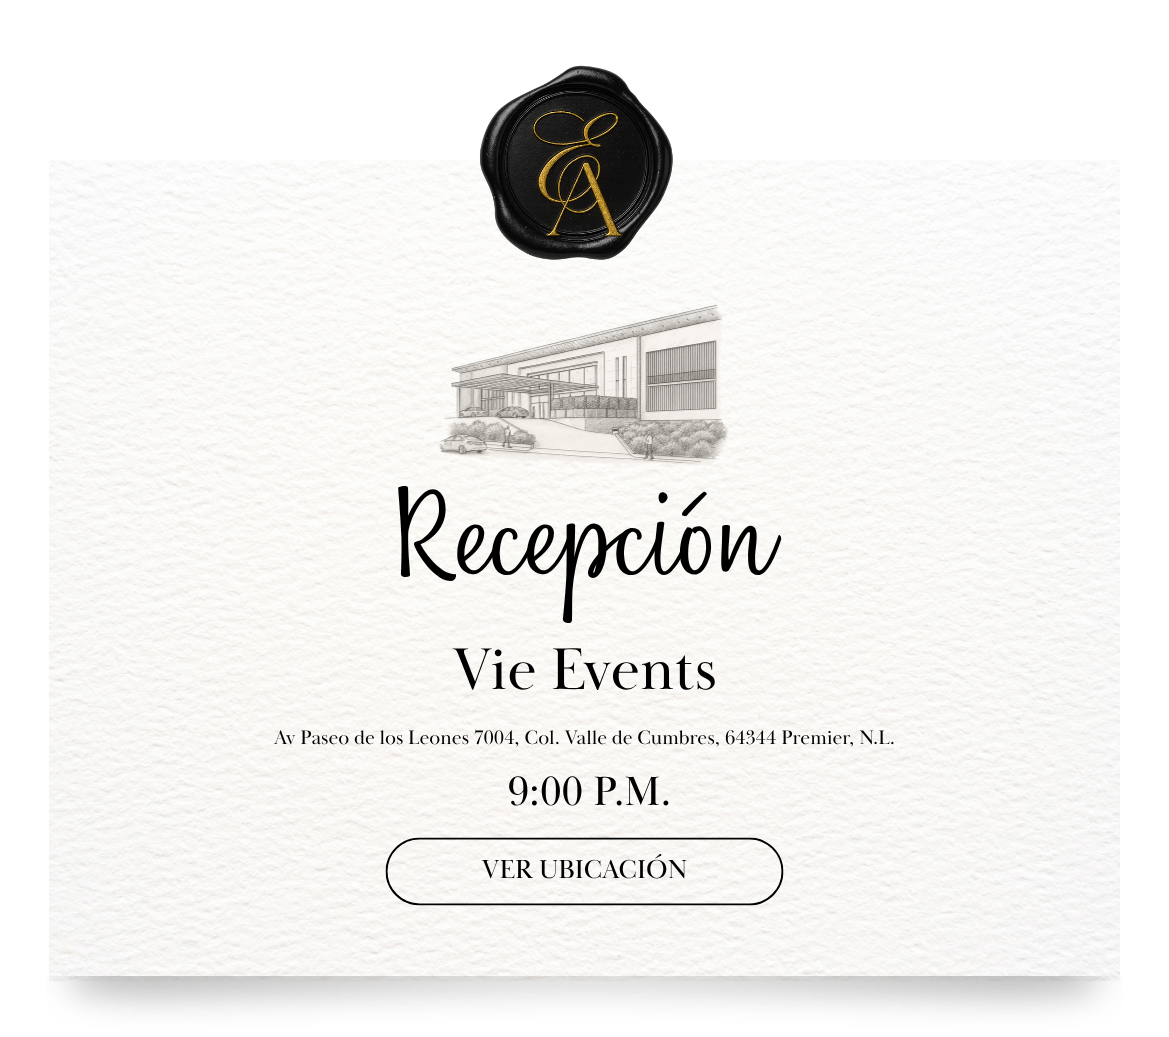 EA
Recepción
Vie Events
Av Paseo de los Leones 7004, Col. Valle de Cumbres, 64344 Premier, N.L.
9:00 P.M.
VER UBICACIÓN